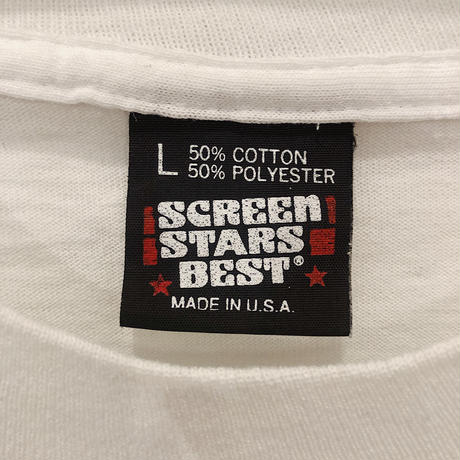 L 50% COTTON
50% POLYESTER
SCREEN
STARS
BEST®
MADE IN U.S.A.